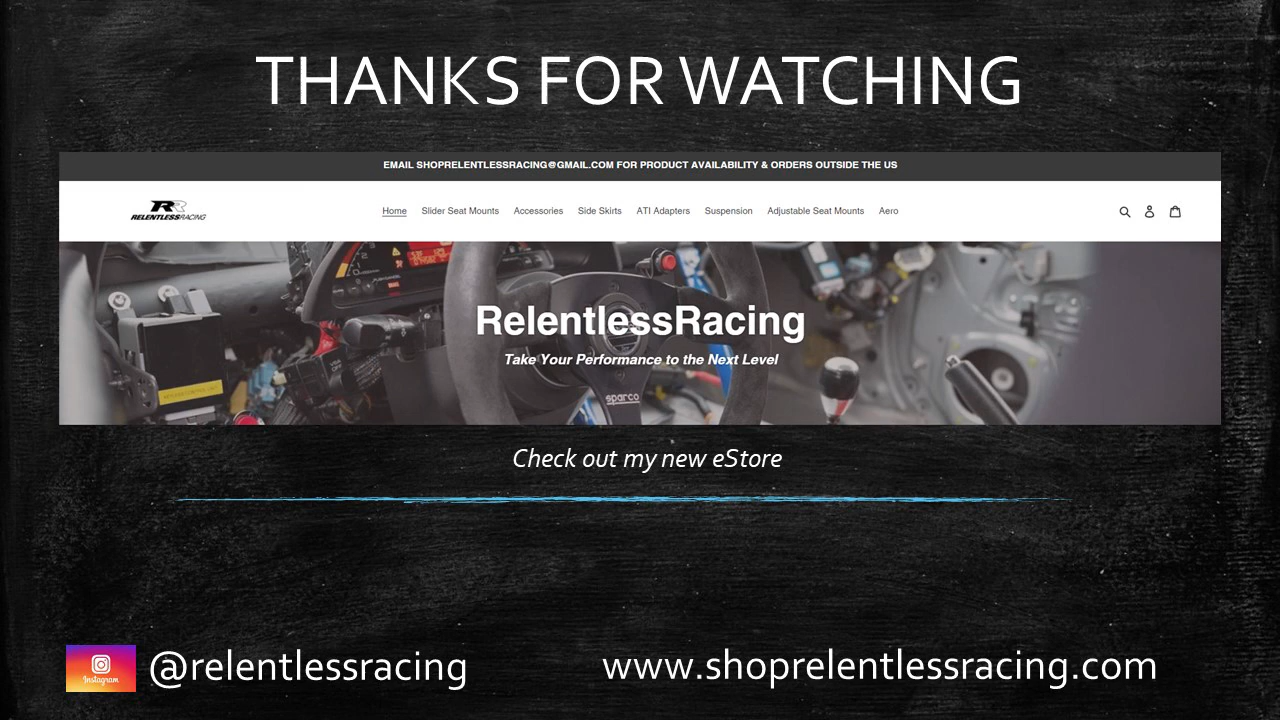 THANKS FOR WATCHING
EMAIL SHOPRELENTLESSRACING@GMAIL.COM FOR PRODUCT AVAILABILITY & ORDERS OUTSIDE THE US
RR
RELENTLESSRACING
Home Slider Seat Mounts Accessories Side Skirts ATI Adapters Suspension Adjustable Seat Mounts Aero
RelentlessRacing
Take Your Performance to the Next Level
sparco
Check out my new eStore
Instagram
@relentlessracing
www.shoprelentlessracing.com